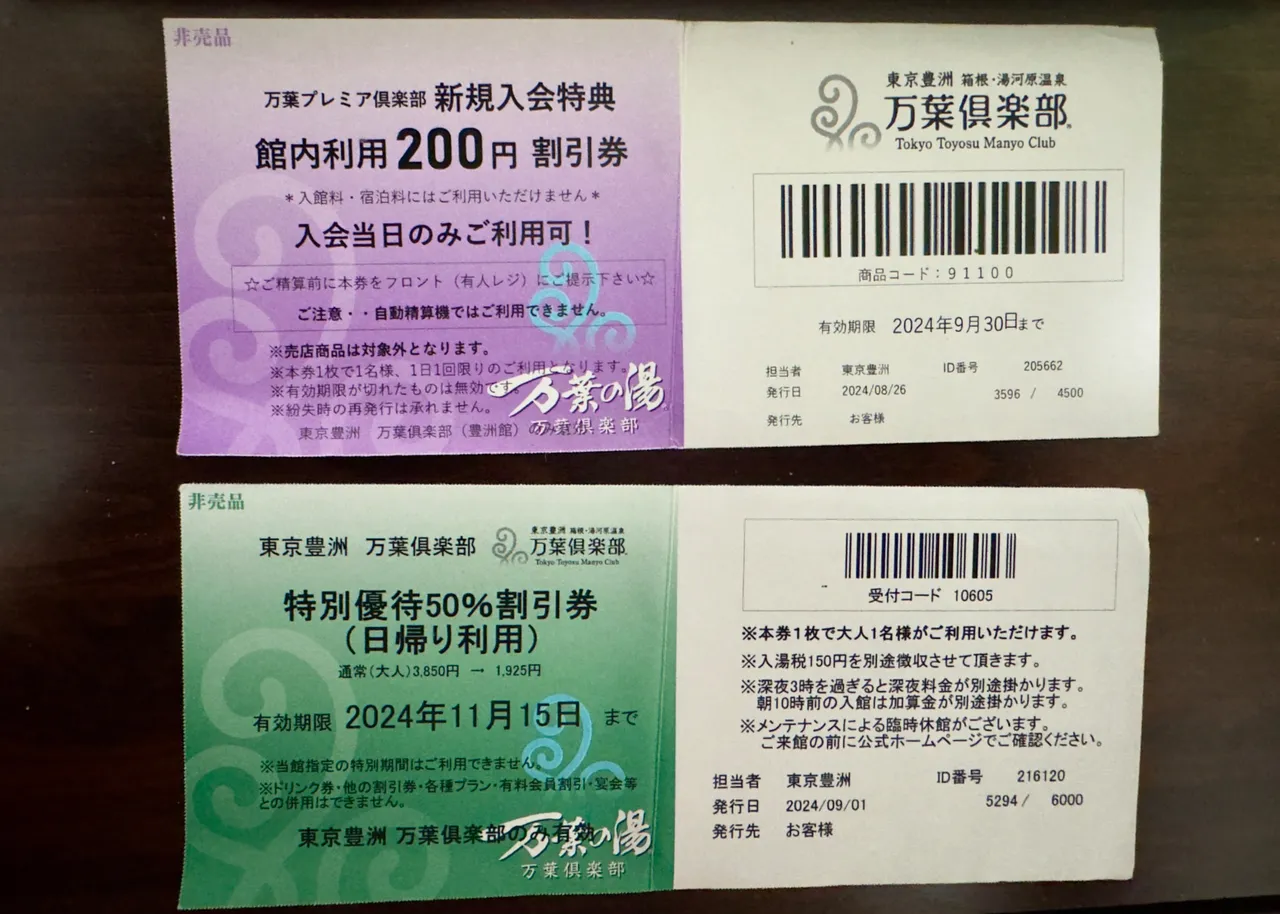 非売品
万葉プレミア倶楽部 新規入会特典
館内利用200円 割引券
*入館料・宿泊料にはご利用いただけません*
入会当日のみご利用可！
☆ご精算前に本券をフロント（有人レジ）にご提示下さい☆
ご注意・・自動精算機ではご利用できません。
※売店商品は対象外となります。
※本券1枚で1名様、1日1回限りのご利用となります。
※有効期限が切れたものは無効です。
※紛失時の再発行は承れません。
東京豊洲 万葉倶楽部（豊洲館）のみ有効
万葉の湯
万葉倶楽部
東京豊洲 箱根・湯河原温泉
万葉倶楽部®
Tokyo Toyosu Manyo Club
商品コード：91100
有効期限 2024年9月30日まで
担当者 東京豊洲 ID番号 205662
発行日 2024/08/26 3596 / 4500
発行先 お客様
非売品
東京豊洲 万葉倶楽部
東京豊洲 箱根・湯河原温泉
万葉倶楽部
Tokyo Toyosu Manyo Club
特別優待50%割引券
（日帰り利用）
通常(大人)3,850円 → 1,925円
有効期限 2024年11月15日 まで
※当館指定の特別期間はご利用できません。
※ドリンク券・他の割引券・各種プラン・有料会員割引・宴会等
との併用はできません。
東京豊洲 万葉倶楽部のみ有効
万葉の湯
万葉倶楽部
受付コード 10605
※本券1枚で大人1名様がご利用いただけます。
※入湯税150円を別途徴収させて頂きます。
※深夜3時を過ぎると深夜料金が別途掛かります。
朝10時前の入館は加算金が別途掛かります。
※メンテナンスによる臨時休館がございます。
ご来館の前に公式ホームページでご確認ください。
担当者 東京豊洲 ID番号 216120
発行日 2024/09/01 5294 / 6000
発行先 お客様